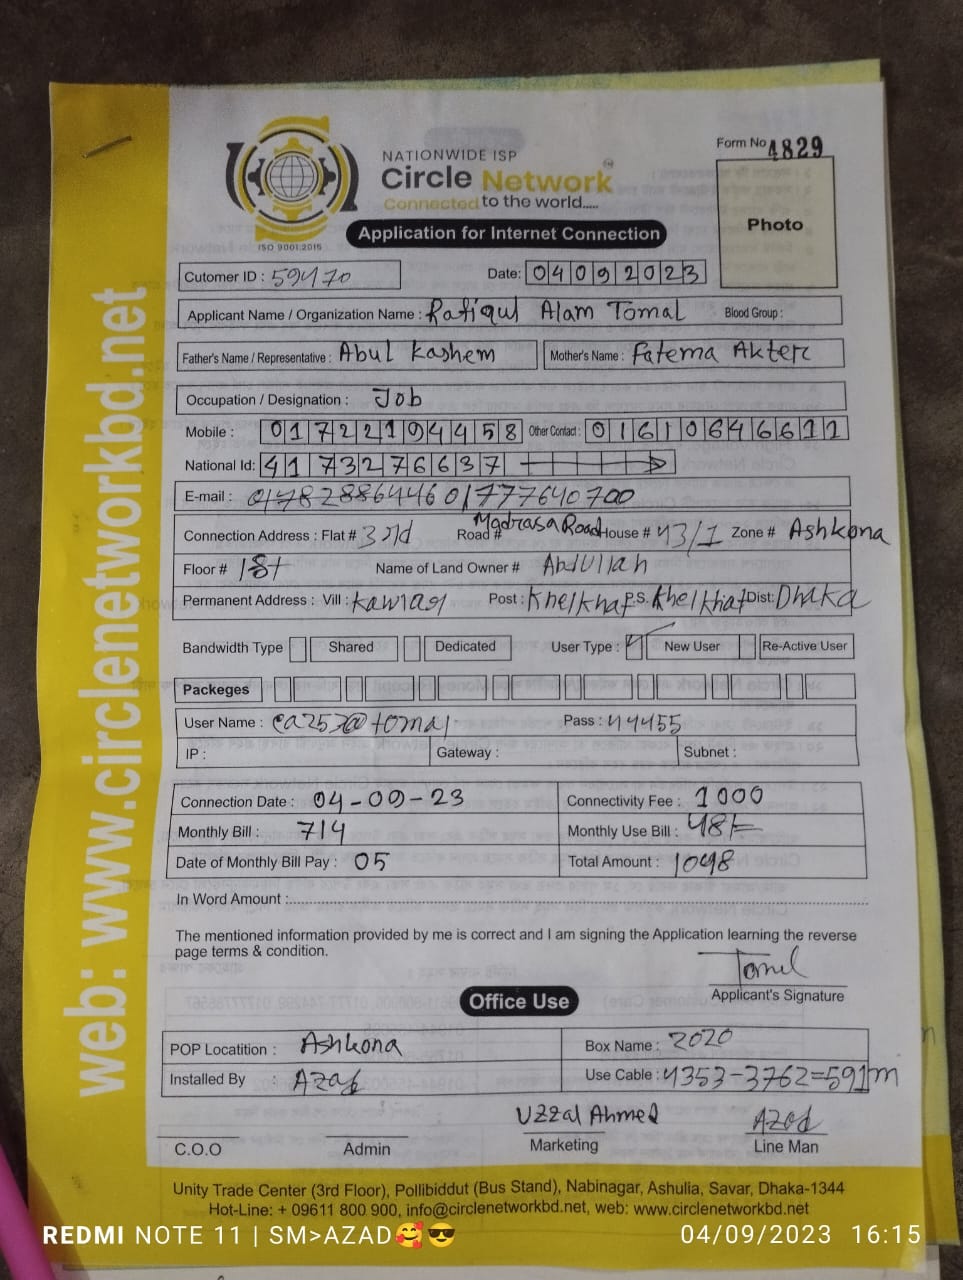 NATIONWIDE ISP
Circle Network
Connected to the world.....
ISO 9001:2015
Form No 4829
Photo
Application for Internet Connection
Cutomer ID : 59470 Date: 04092023
Applicant Name / Organization Name : Rafiqul Alam Tomal Blood Group :
Father's Name / Representative : Abul Kashem Mother's Name : Fatema Akter
Occupation / Designation : Job
Mobile : 01722194458 Other Contact : 01610646611
National Id: 4173276637
E-mail : 01782886446 01777640700
Connection Address : Flat # 3rd Road # Madrasa Road House # 43/1 Zone # Ashkona
Floor # 1st Name of Land Owner # Abdullah
Permanent Address : Vill : Post : Khelkhat P.S. Khelkhat Dist: Dhaka
Bandwidth Type Shared Dedicated User Type : New User Re-Active User
Packeges
User Name : Pass : 44455
IP : Gateway : Subnet :
Connection Date : 04-09-23 Connectivity Fee : 1000
Monthly Bill : 714 Monthly Use Bill : 48/=
Date of Monthly Bill Pay : 05 Total Amount : 1048
In Word Amount :
The mentioned information provided by me is correct and I am signing the Application learning the reverse
page terms & condition.
Tomal
Applicant's Signature
Office Use
POP Locatition : Ashkona Box Name : 2020
Installed By : Azad Use Cable : 4353-3762=591m
Uzzal Ahmed Azad
C.O.O Admin Marketing Line Man
Unity Trade Center (3rd Floor), Pollibiddut (Bus Stand), Nabinagar, Ashulia, Savar, Dhaka-1344
Hot-Line: + 09611 800 900, info@circlenetworkbd.net, web: www.circlenetworkbd.net
web: www.circlenetworkbd.net
REDMI NOTE 11 | SM>AZAD🥰😎 04/09/2023 16:15